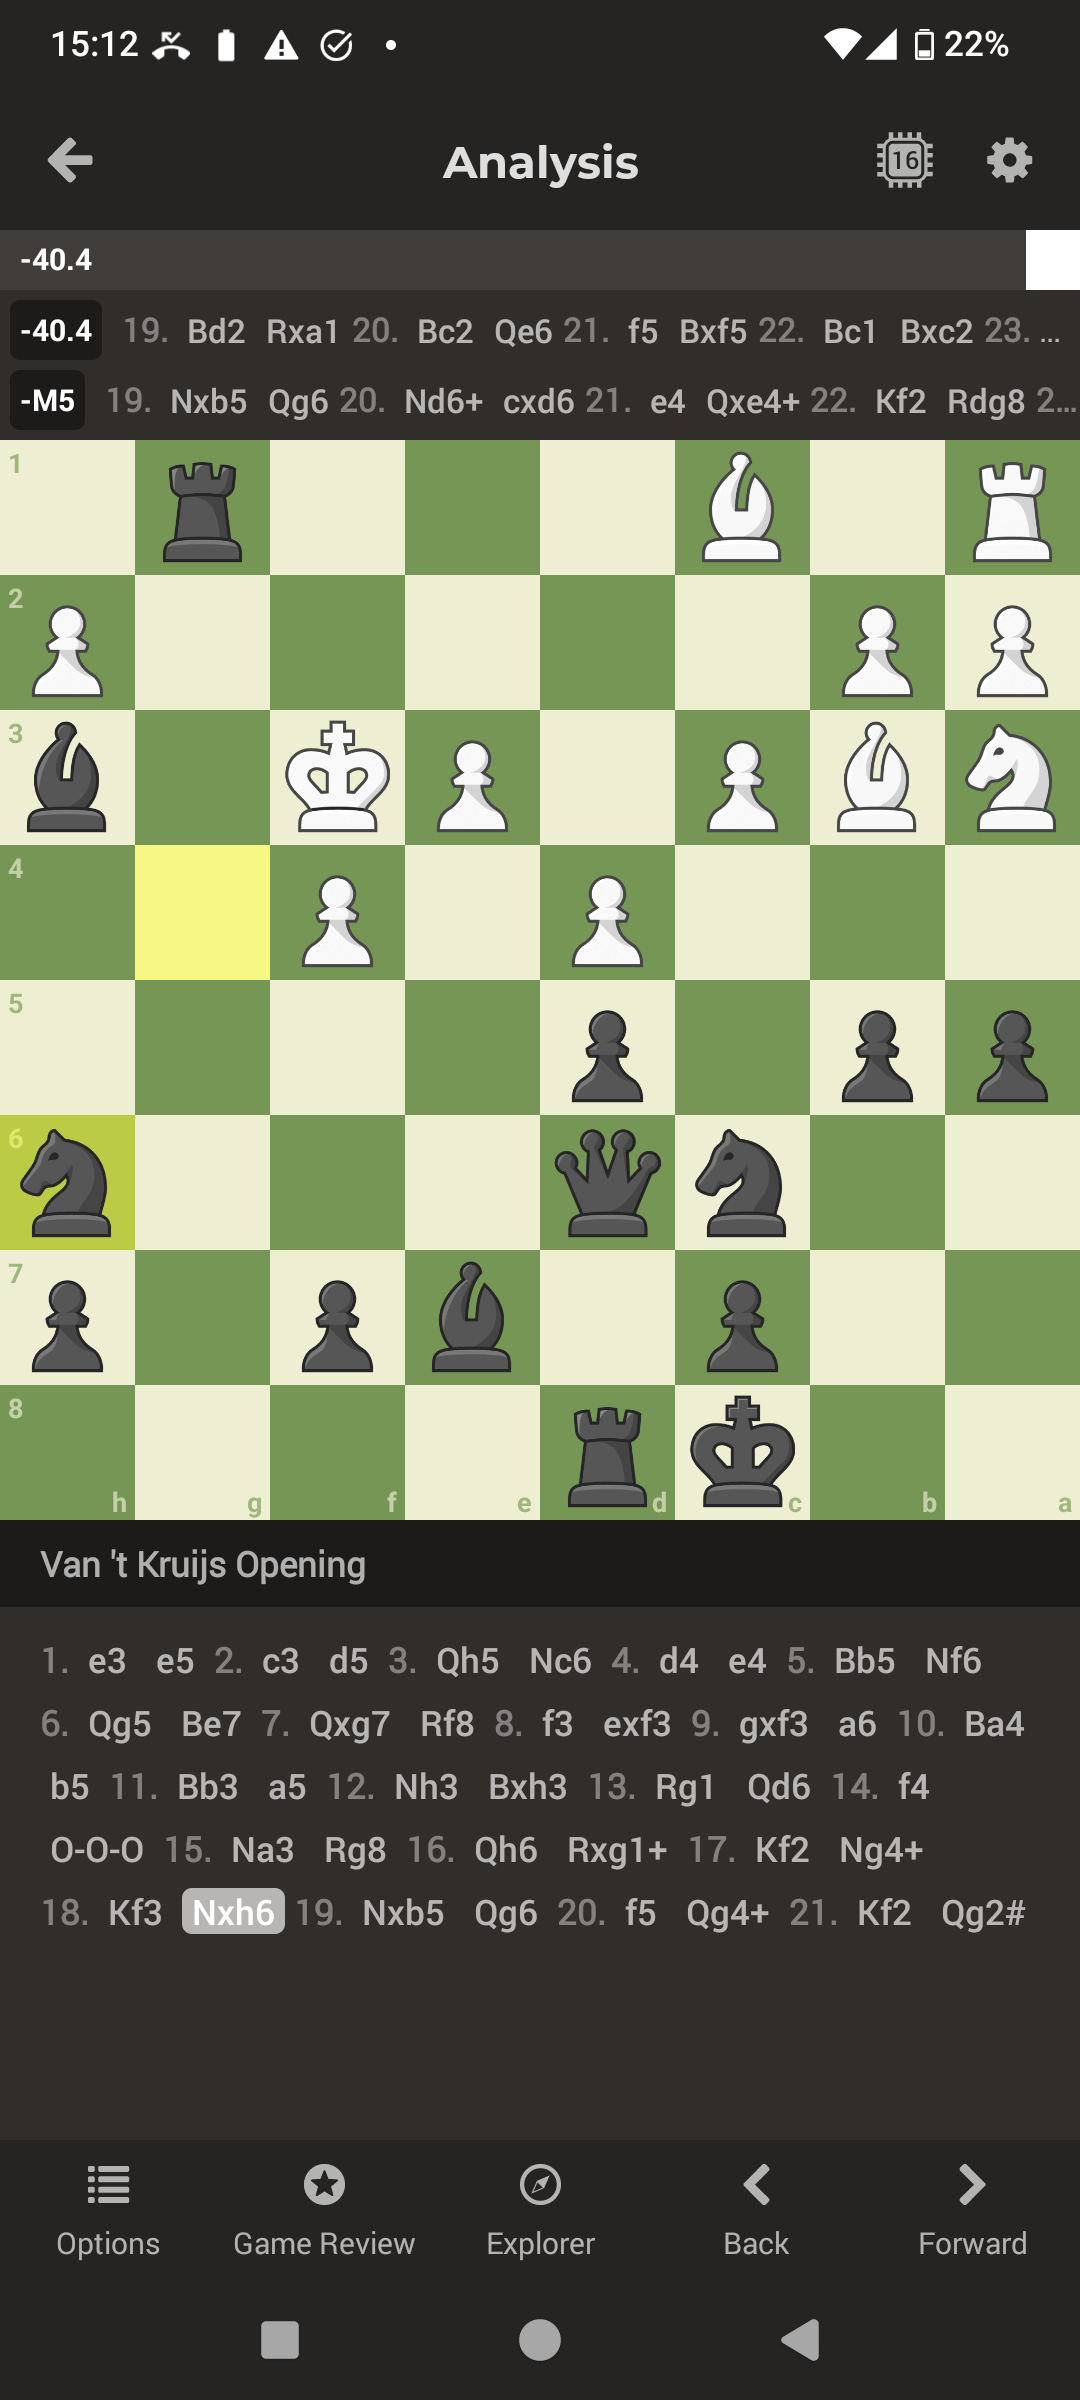 15:12 22%
Analysis 16
-40.4
-40.4 19. Bd2 Rxa1 20. Bc2 Qe6 21. f5 Bxf5 22. Bc1 Bxc2 23. ...
-M5 19. Nxb5 Qg6 20. Nd6+ cxd6 21. e4 Qxe4+ 22. Kf2 Rdg8 2...
1
2
3
4
5
6
7
8
h g f e d c b a
Van 't Kruijs Opening
1. e3 e5 2. c3 d5 3. Qh5 Nc6 4. d4 e4 5. Bb5 Nf6
6. Qg5 Be7 7. Qxg7 Rf8 8. f3 exf3 9. gxf3 a6 10. Ba4
b5 11. Bb3 a5 12. Nh3 Bxh3 13. Rg1 Qd6 14. f4
O-O-O 15. Na3 Rg8 16. Qh6 Rxg1+ 17. Kf2 Ng4+
18. Kf3 Nxh6 19. Nxb5 Qg6 20. f5 Qg4+ 21. Kf2 Qg2#
Options Game Review Explorer Back Forward